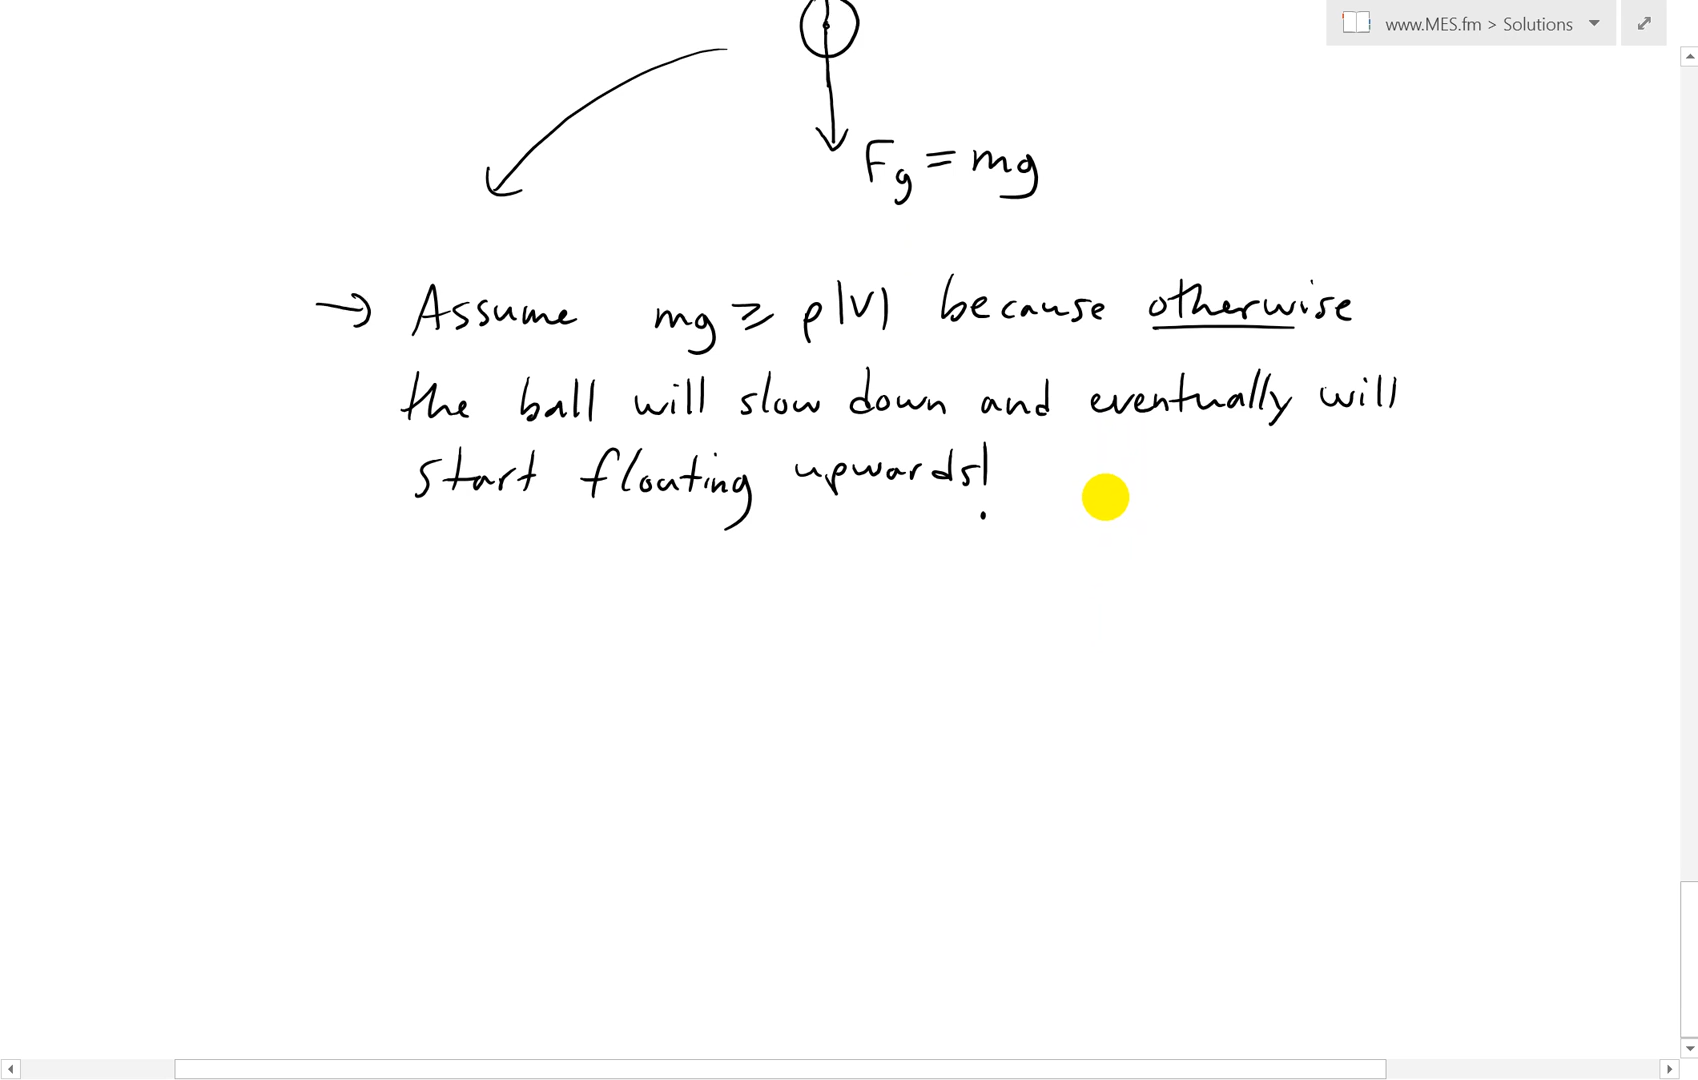 www.MES.fm > Solutions
Fg = mg
→ Assume mg ≥ p|v| because otherwise
the ball will slow down and eventually will
start floating upwards!